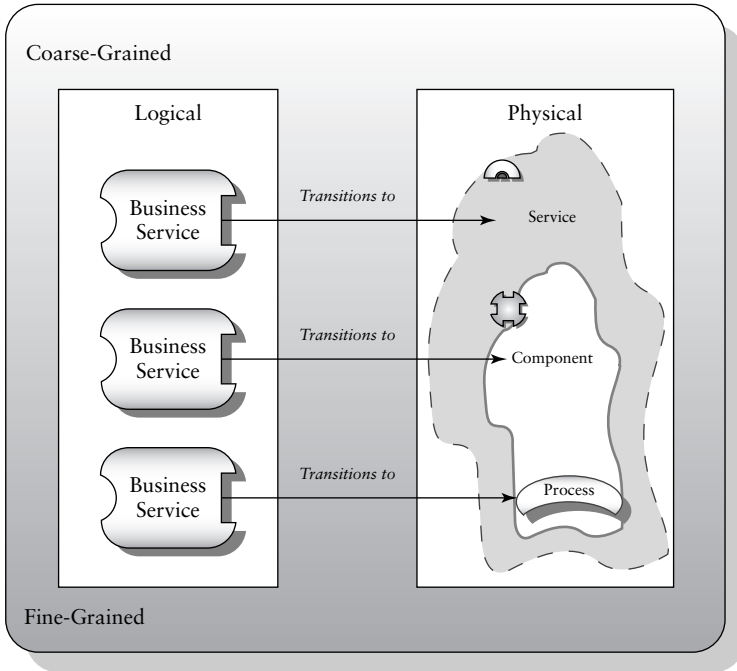 Coarse-Grained
Logical
Physical
Business
Service
Transitions to
Service
Business
Service
Transitions to
Component
Business
Service
Transitions to
Process
Fine-Grained